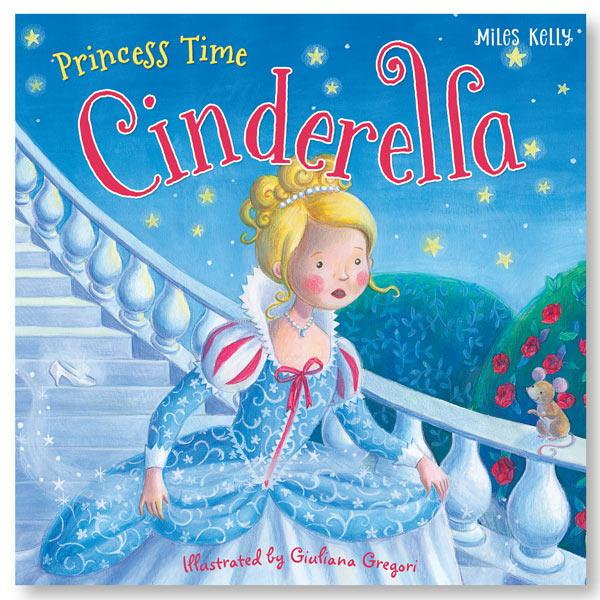 Miles Kelly
Princess Time
Cinderella
Illustrated by Giuliana Gregori